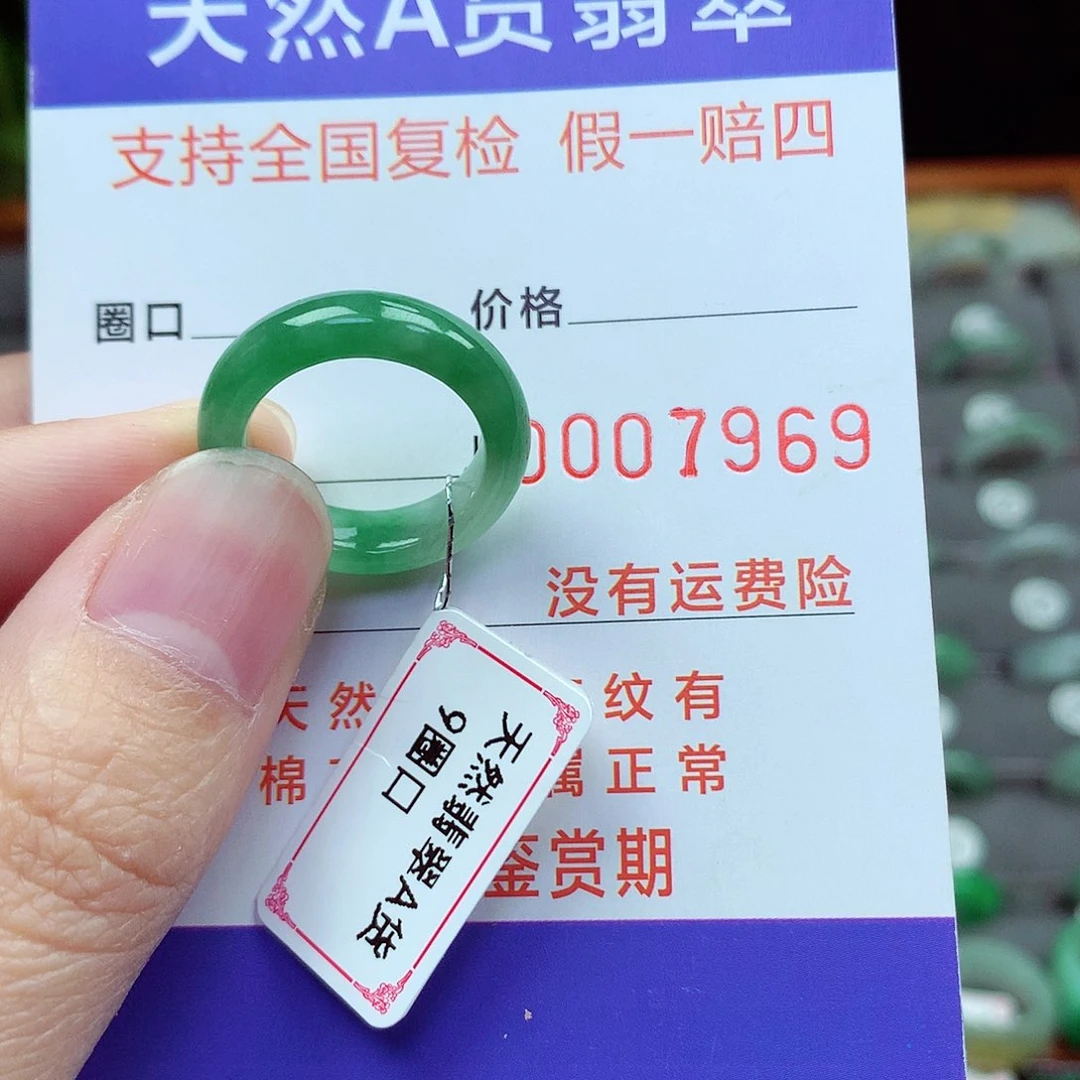 天然A货翡翠
支持全国复检 假一赔四
圈口 价格
0007969
没有运费险
天然 纹有
棉 属正常
鉴赏期
天然翡翠A货
9圈口